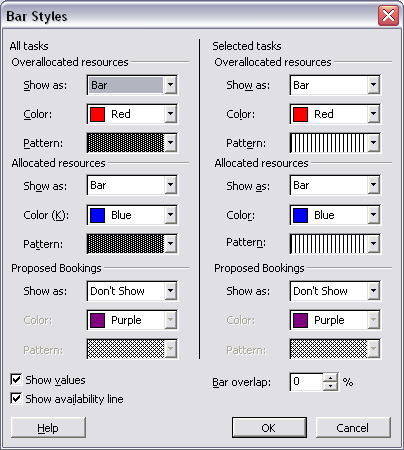 Bar Styles
All tasks
Overallocated resources
Show as: Bar
Color: Red
Pattern:
Allocated resources
Show as: Bar
Color (K): Blue
Pattern:
Proposed Bookings
Show as: Don't Show
Color: Purple
Pattern:
Selected tasks
Overallocated resources
Show as: Bar
Color: Red
Pattern:
Allocated resources
Show as: Bar
Color: Blue
Pattern:
Proposed Bookings
Show as: Don't Show
Color: Purple
Pattern:
Show values
Show availability line
Bar overlap: 0 %
Help
OK
Cancel